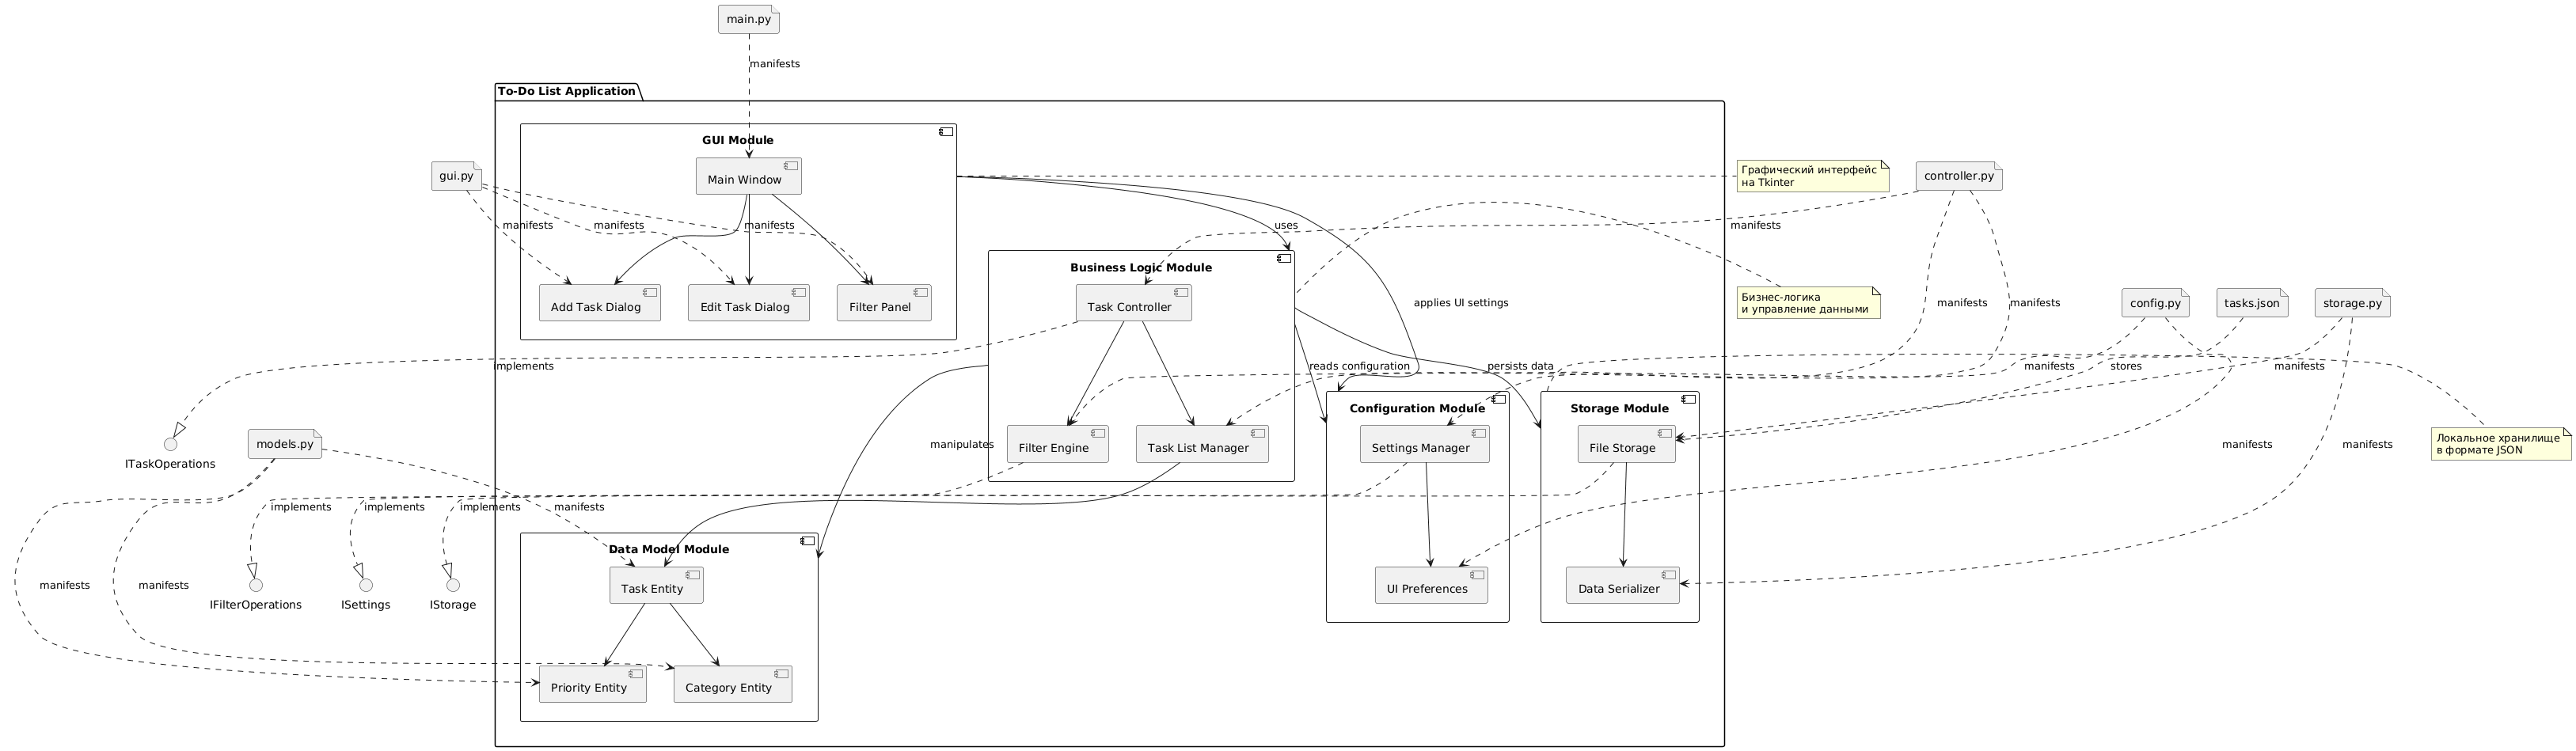 main.py
manifests
To-Do List Application
GUI Module
Main Window
gui.py
Графический интерфейс
на Tkinter
controller.py
manifests
manifests
manifests
uses
manifests
Business Logic Module
Add Task Dialog
Edit Task Dialog
Filter Panel
Task Controller
applies UI settings
Бизнес-логика
и управление данными
manifests
manifests
config.py
tasks.json
storage.py
implements
reads configuration
persists data
manifests
stores
manifests
Configuration Module
Storage Module
models.py
ITaskOperations
manipulates
Filter Engine
Task List Manager
Settings Manager
File Storage
manifests
manifests
Локальное хранилище
в формате JSON
implements
implements
implements
manifests
Data Model Module
manifests
manifests
IFilterOperations
ISettings
IStorage
Task Entity
UI Preferences
Data Serializer
Priority Entity
Category Entity